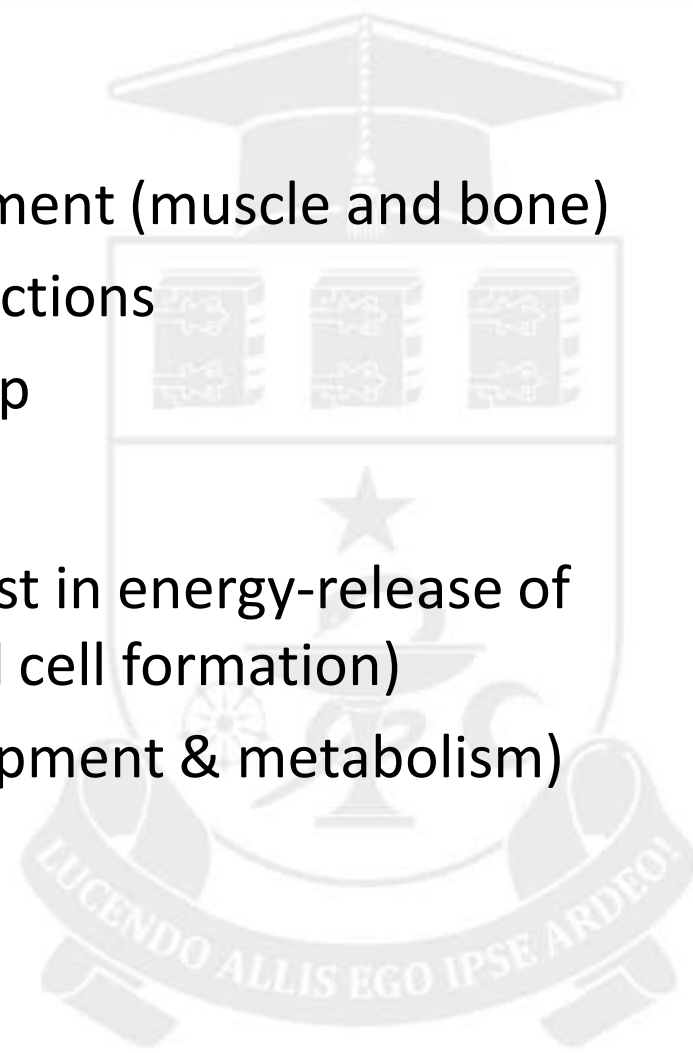 ment (muscle and bone)
ctions
p
st in energy-release of
l cell formation)
pment & metabolism)
LUCENDO ALLIS EGO IPSE ARDEO!